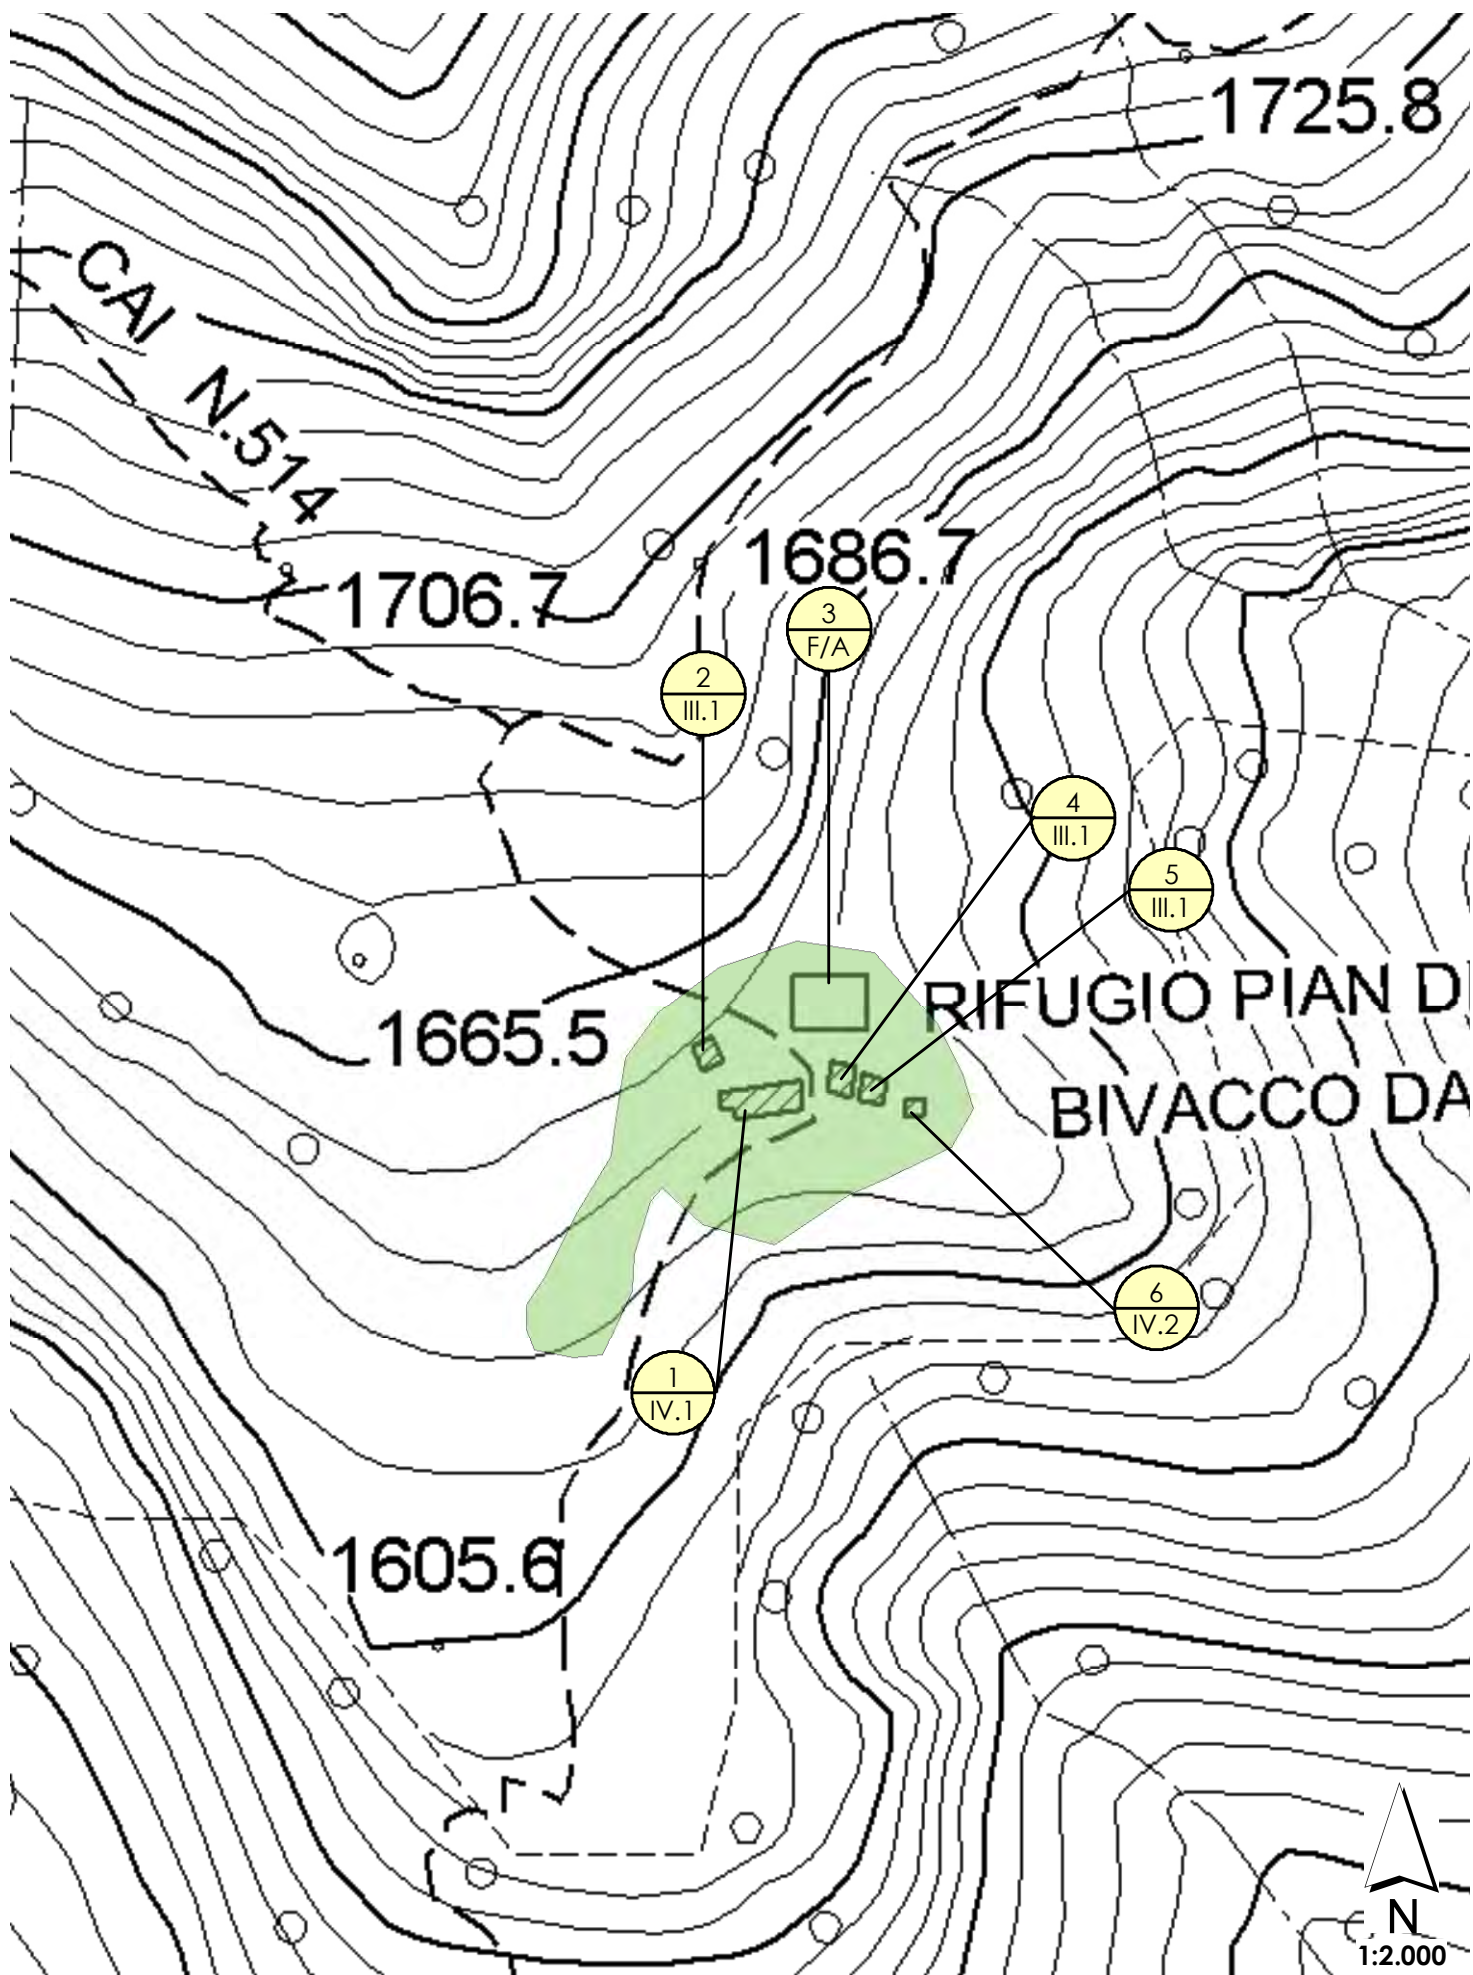 1725.8
CAI N.514
1686.7
1706.7
3
F/A
2
III.1
4
III.1
5
III.1
RIFUGIO PIAN D
1665.5
BIVACCO DA
6
IV.2
1
IV.1
1605.6
N
1:2.000